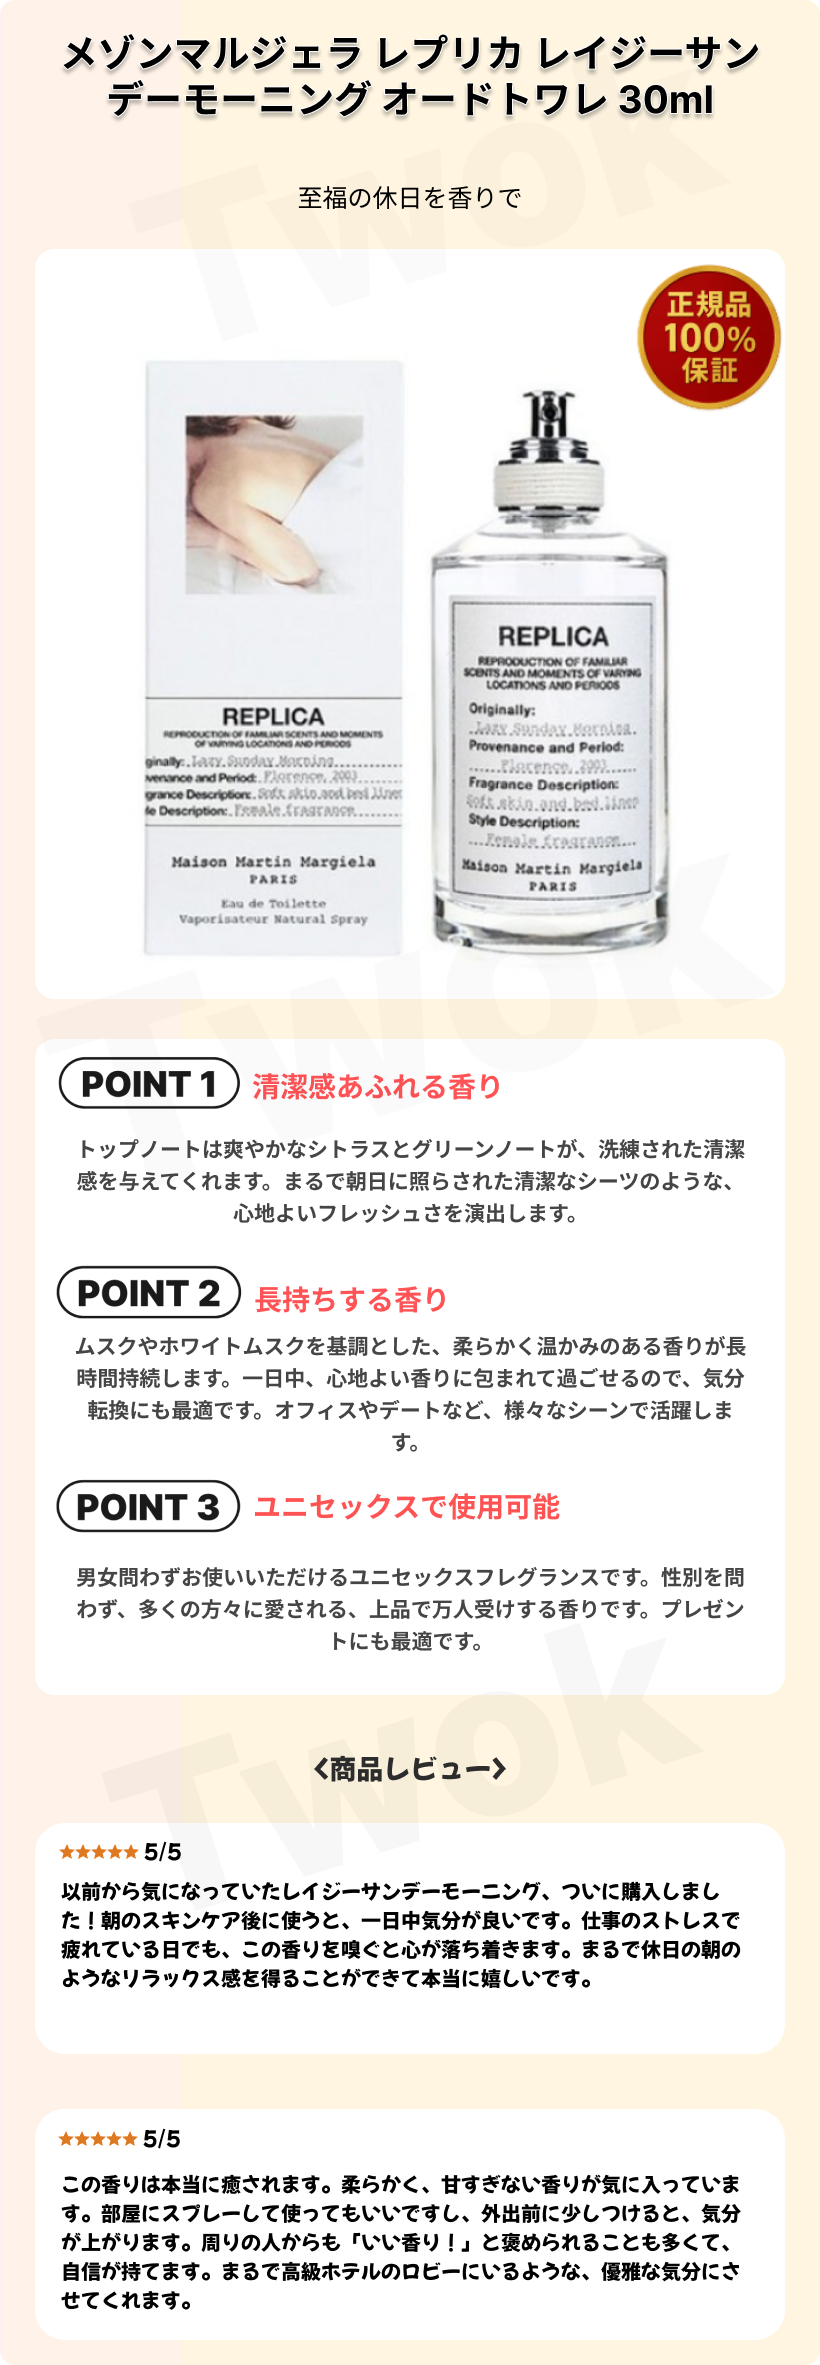 メゾンマルジェラ レプリカ レイジーサン
デーモーニング オードトワレ 30ml
至福の休日を香りで
正規品
100%
保証
REPLICA
REPRODUCTION OF FAMILIAR SCENTS AND MOMENTS
OF VARYING LOCATIONS AND PERIODS
ginally: Lazy Sunday Morning
venance and Period: Florence, 2003
grance Description: Soft skin and bed linen
le Description: Female fragrance
Maison Martin Margiela
PARIS
Eau de Toilette
Vaporisateur Natural Spray
REPLICA
REPRODUCTION OF FAMILIAR
SCENTS AND MOMENTS OF VARYING
LOCATIONS AND PERIODS
Originally:
Lazy Sunday Morning
Provenance and Period:
Florence, 2003
Fragrance Description:
Soft skin and bed linen
Style Description:
Female fragrance
Maison Martin Margiela
PARIS
POINT 1 清潔感あふれる香り
トップノートは爽やかなシトラスとグリーンノートが、洗練された清潔
感を与えてくれます。まるで朝日に照らされた清潔なシーツのような、
心地よいフレッシュさを演出します。
POINT 2 長持ちする香り
ムスクやホワイトムスクを基調とした、柔らかく温かみのある香りが長
時間持続します。一日中、心地よい香りに包まれて過ごせるので、気分
転換にも最適です。オフィスやデートなど、様々なシーンで活躍しま
す。
POINT 3 ユニセックスで使用可能
男女問わずお使いいただけるユニセックスフレグランスです。性別を問
わず、多くの方々に愛される、上品で万人受けする香りです。プレゼン
トにも最適です。
<商品レビュー>
★★★★★ 5/5
以前から気になっていたレイジーサンデーモーニング、ついに購入しまし
た！朝のスキンケア後に使うと、一日中気分が良いです。仕事のストレスで
疲れている日でも、この香りを嗅ぐと心が落ち着きます。まるで休日の朝の
ようなリラックス感を得ることができて本当に嬉しいです。
★★★★★ 5/5
この香りは本当に癒されます。柔らかく、甘すぎない香りが気に入っていま
す。部屋にスプレーして使ってもいいですし、外出前に少しつけると、気分
が上がります。周りの人からも「いい香り！」と褒められることも多くて、
自信が持てます。まるで高級ホテルのロビーにいるような、優雅な気分にさ
せてくれます。
Twok
Twok
Twok